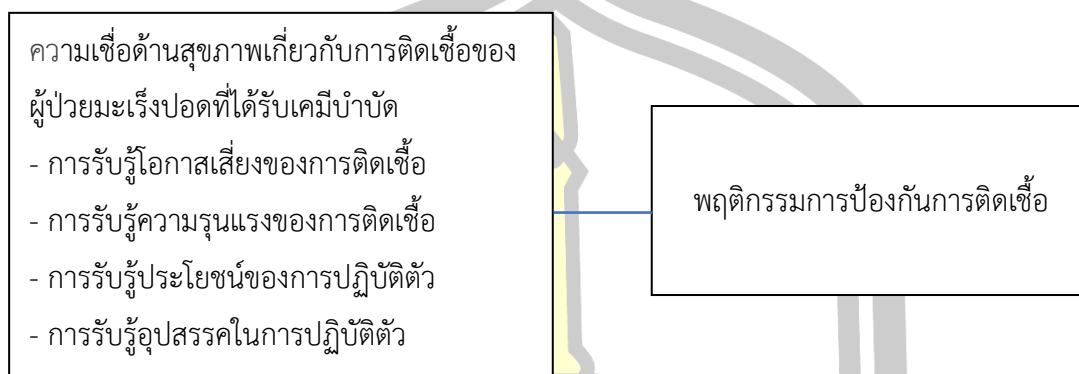 ความเชื่อด้านสุขภาพเกี่ยวกับการติดเชื้อของ
ผู้ป่วยมะเร็งปอดที่ได้รับเคมีบำบัด
- การรับรู้โอกาสเสี่ยงของการติดเชื้อ
- การรับรู้ความรุนแรงของการติดเชื้อ
- การรับรู้ประโยชน์ของการปฏิบัติตัว
- การรับรู้อุปสรรคในการปฏิบัติตัว
พฤติกรรมการป้องกันการติดเชื้อ